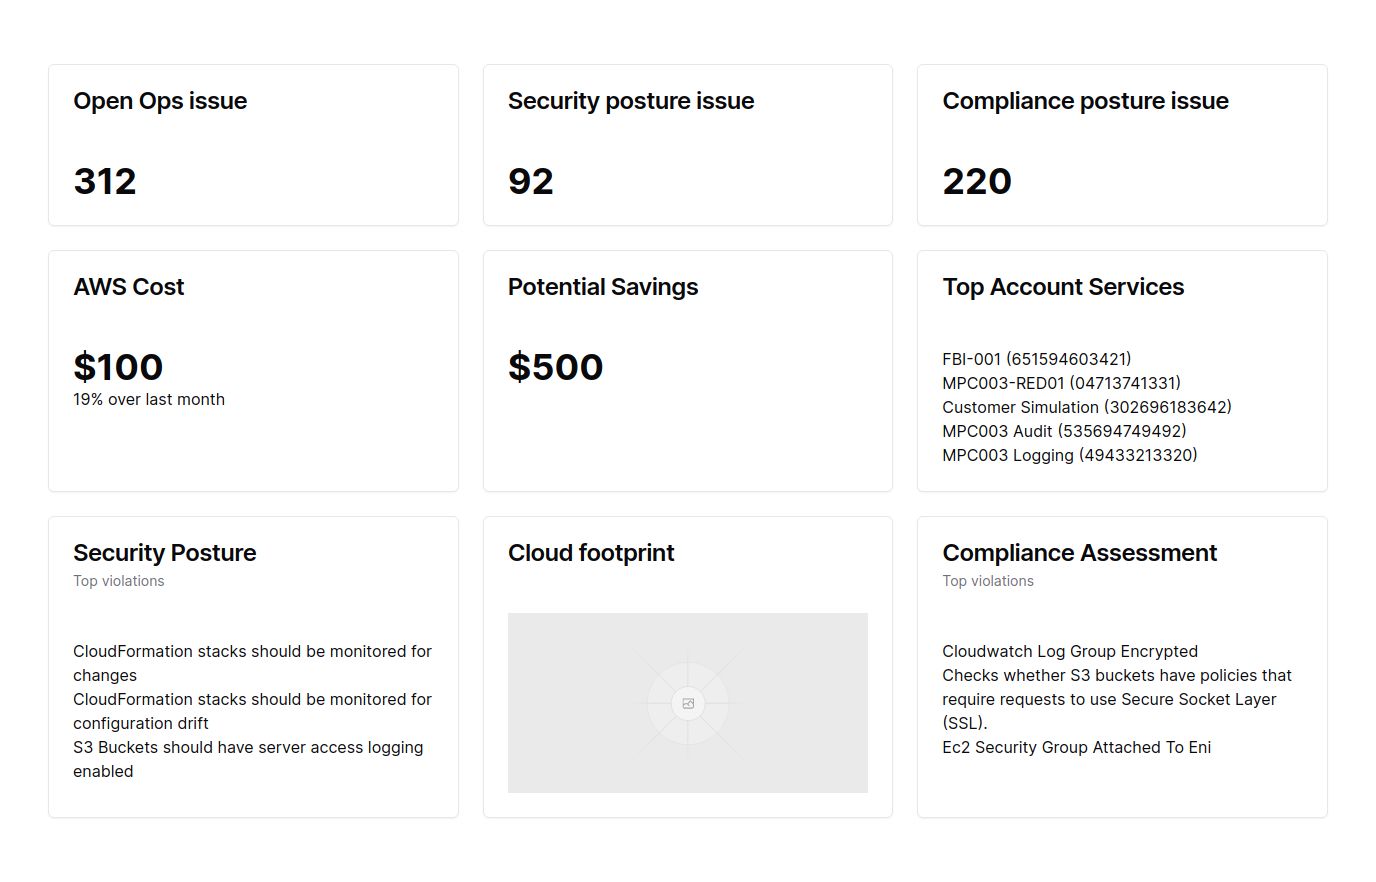 Open Ops issue
312
Security posture issue
92
Compliance posture issue
220
AWS Cost
$100
19% over last month
Potential Savings
$500
Top Account Services
FBI-001 (651594603421)
MPC003-RED01 (04713741331)
Customer Simulation (302696183642)
MPC003 Audit (535694749492)
MPC003 Logging (49433213320)
Security Posture
Top violations
CloudFormation stacks should be monitored for
changes
CloudFormation stacks should be monitored for
configuration drift
S3 Buckets should have server access logging
enabled
Cloud footprint
Compliance Assessment
Top violations
Cloudwatch Log Group Encrypted
Checks whether S3 buckets have policies that
require requests to use Secure Socket Layer
(SSL).
Ec2 Security Group Attached To Eni